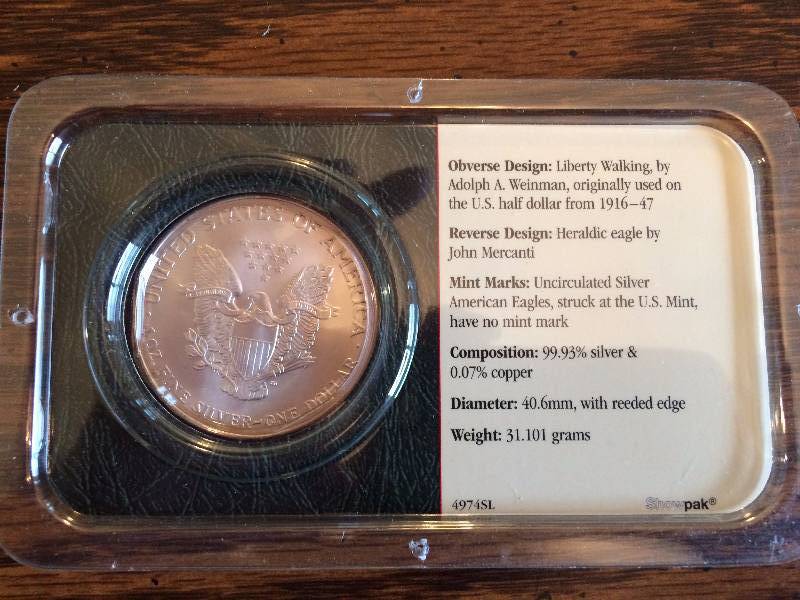 UNITED STATES OF AMERICA
1 OZ. FINE SILVER~ONE DOLLAR
Obverse Design: Liberty Walking, by
Adolph A. Weinman, originally used on
the U.S. half dollar from 1916–47
Reverse Design: Heraldic eagle by
John Mercanti
Mint Marks: Uncirculated Silver
American Eagles, struck at the U.S. Mint,
have no mint mark
Composition: 99.93% silver &
0.07% copper
Diameter: 40.6mm, with reeded edge
Weight: 31.101 grams
4974SL
Showpak®